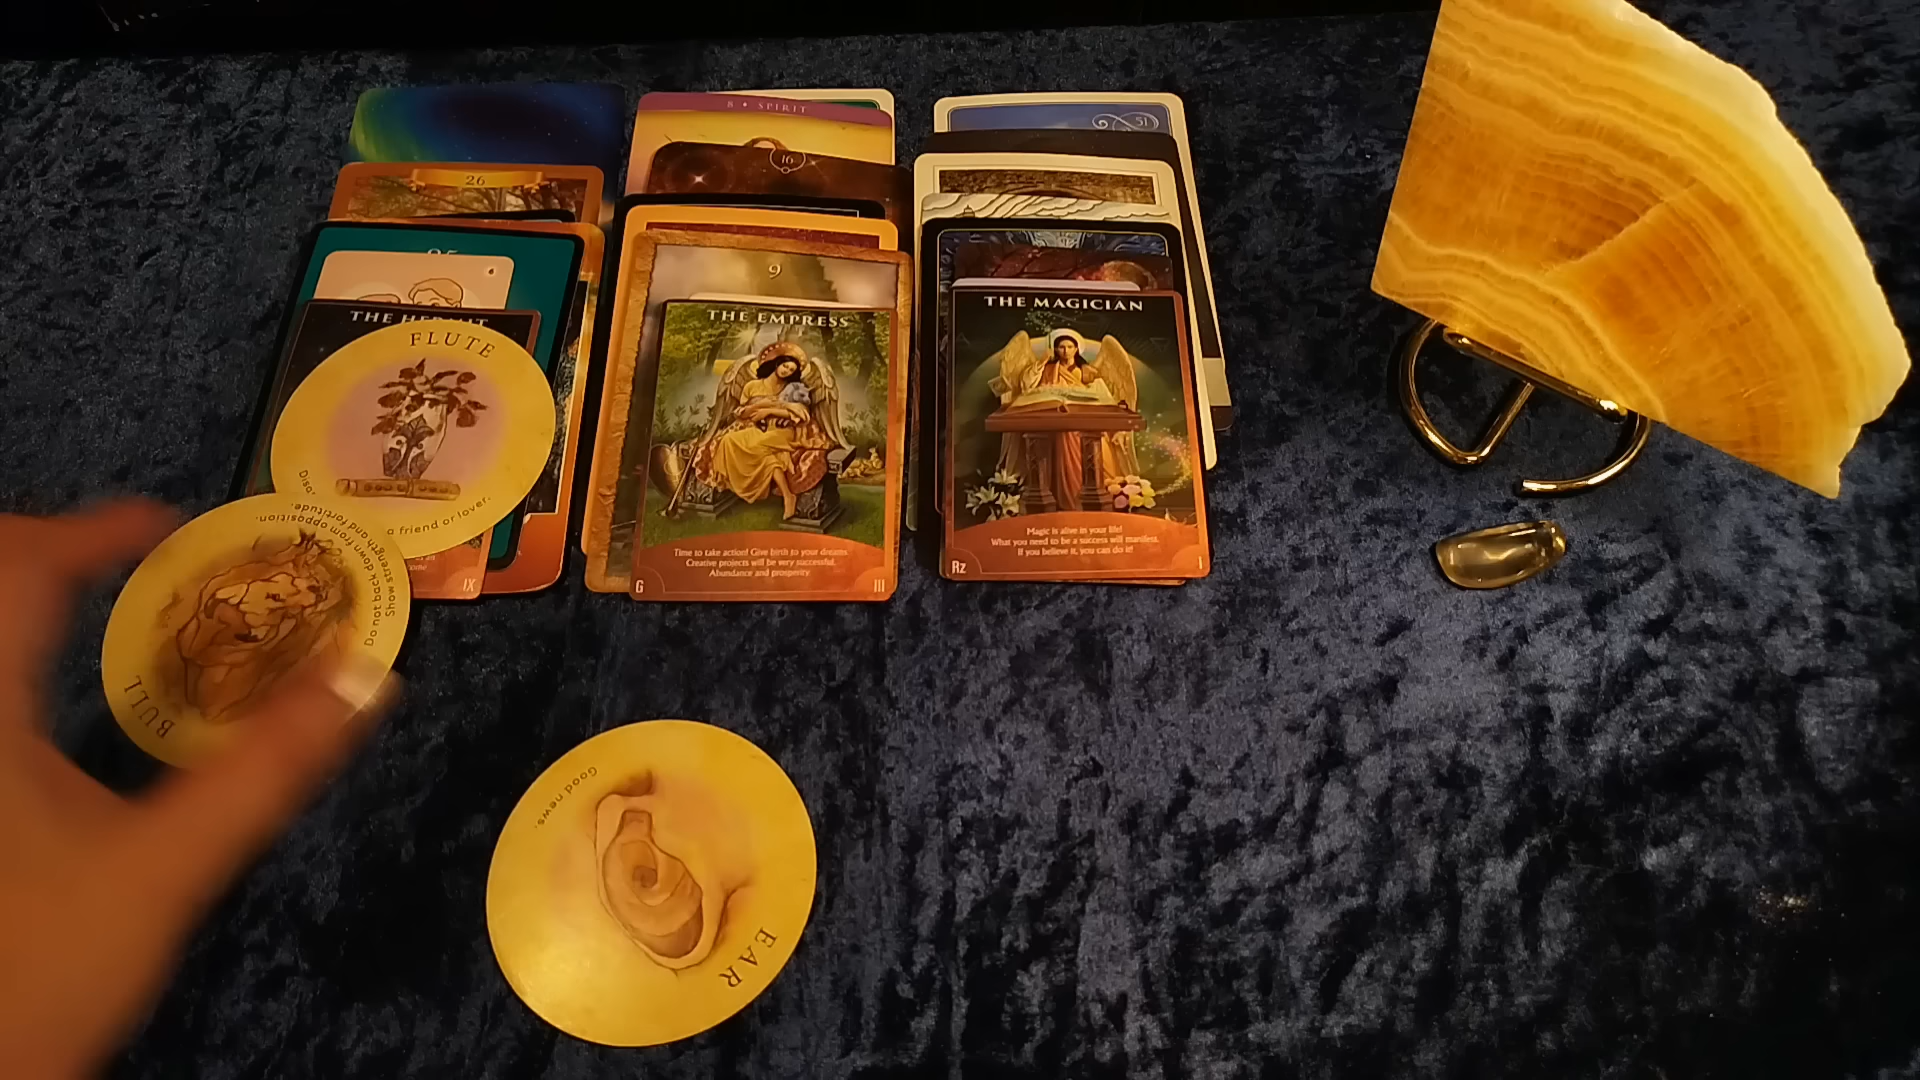 8 • SPIRIT
51
16
26
9
THE HERMIT
FLUTE
a friend or lover.
IX
Show strength and fortitude.
Do not back down from opposition.
BULL
THE EMPRESS
Time to take action! Give birth to your dreams.
Creative projects will be very successful.
Abundance and prosperity.
G
III
THE MAGICIAN
Magic is alive in your life!
What you need to be a success will manifest.
If you believe it, you can do it!
Rz
I
Good news.
EAR